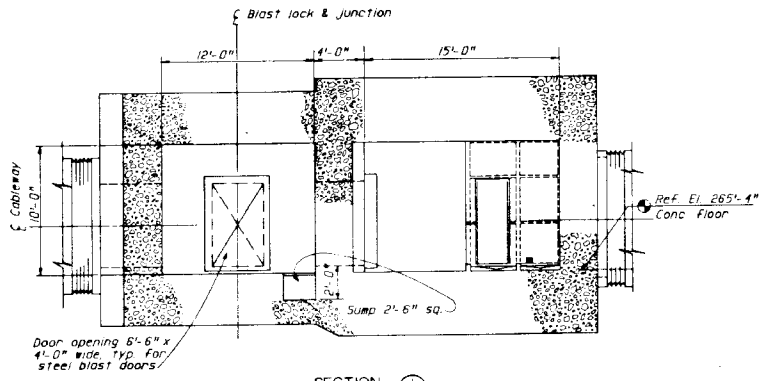 ℄ Blast lock & junction
12'-0"
4'-0"
15'-0"
℄ Cableway
10'-0"
Ref. El. 265'-4"
Conc floor
2'-0"
Sump 2'-6" sq.
Door opening 6'-6" x
4'-0" wide, typ. for
steel blast doors
SECTION